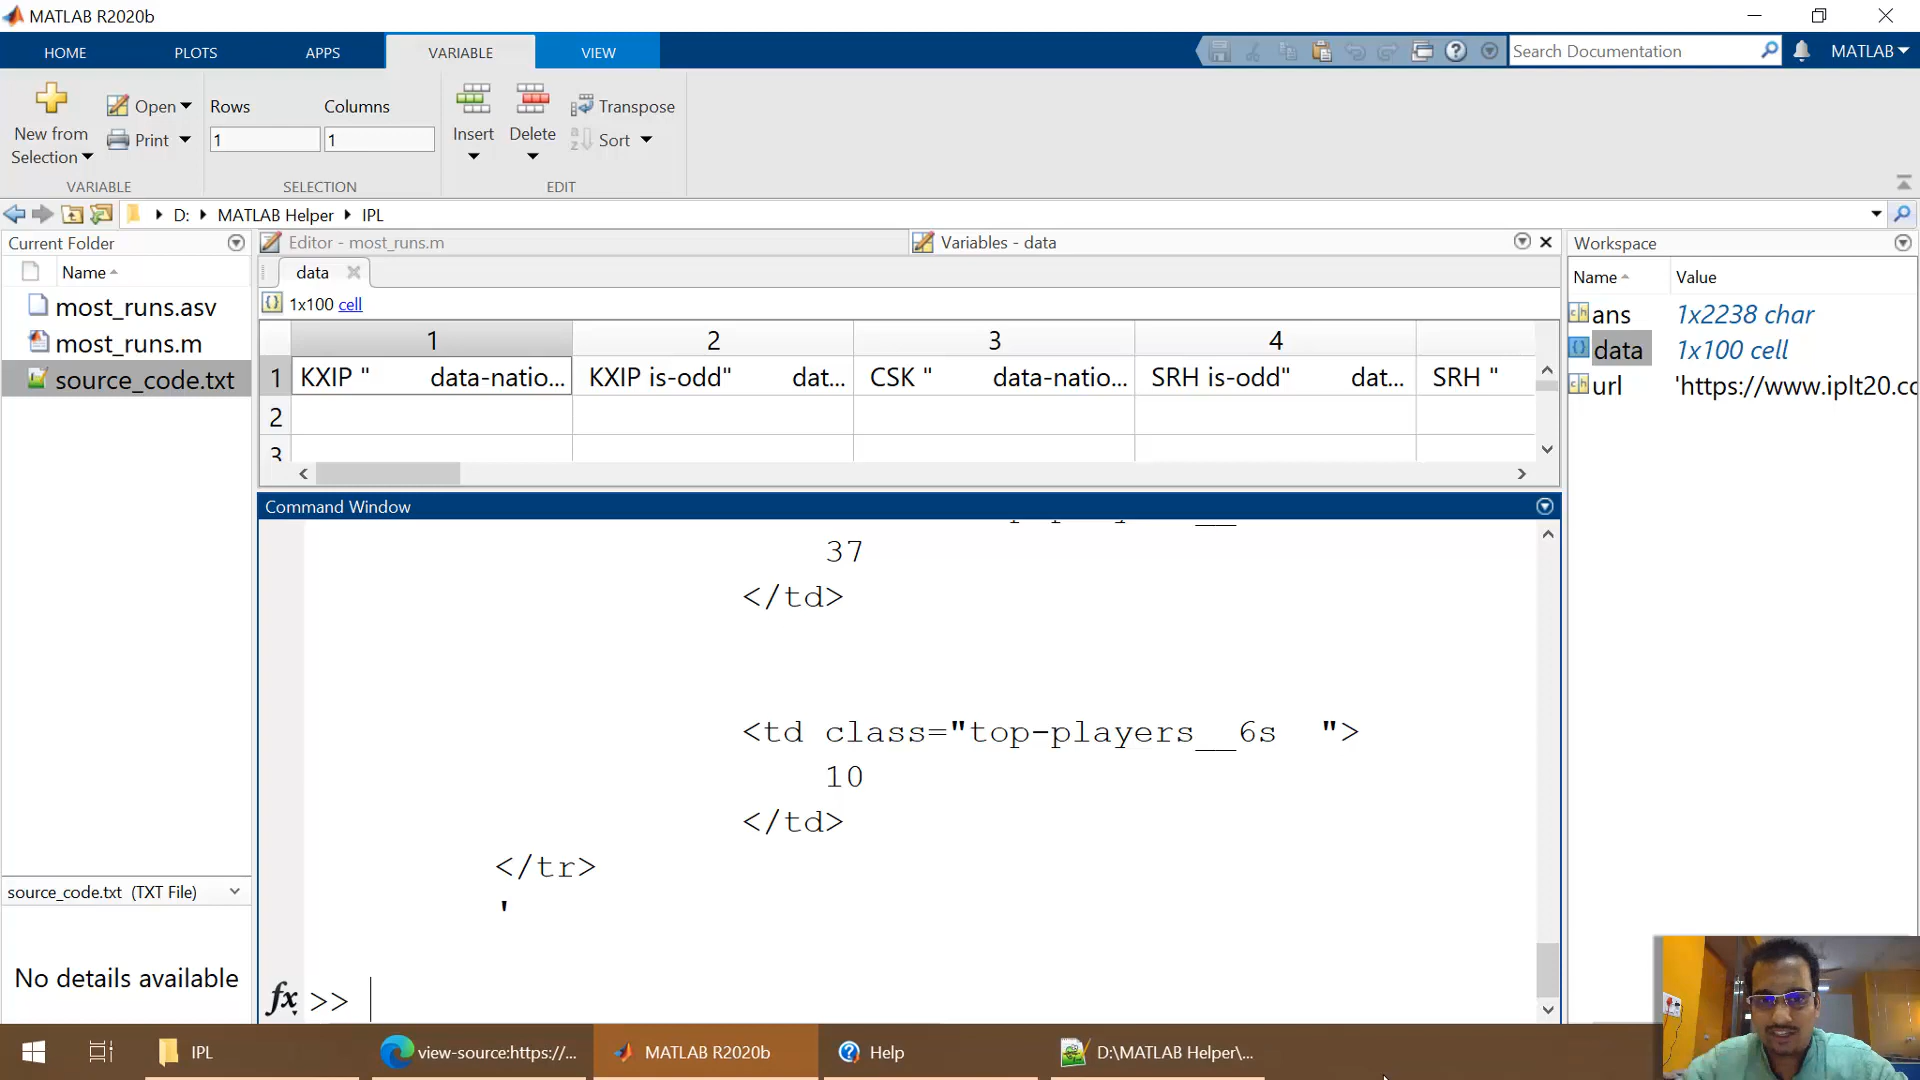 MATLAB R2020b
HOME PLOTS APPS VARIABLE VIEW
Search Documentation MATLAB
New from Selection
Open
Print
Rows Columns
1 1
Insert Delete
Transpose
Sort
VARIABLE SELECTION EDIT
D: MATLAB Helper IPL
Current Folder
Name
most_runs.asv
most_runs.m
source_code.txt
source_code.txt (TXT File)
No details available
Editor - most_runs.m
Variables - data
data
1x100 cell
1 2 3 4
1 KXIP " data-natio... KXIP is-odd" dat... CSK " data-natio... SRH is-odd" dat... SRH "
2
3
Command Window
37
</td>
<td class="top-players__6s ">
10
</td>
</tr>
'
fx >>
Workspace
Name Value
ans 1x2238 char
data 1x100 cell
url 'https://www.iplt20.cc
IPL
view-source:https://...
MATLAB R2020b
Help
D:\MATLAB Helper\...